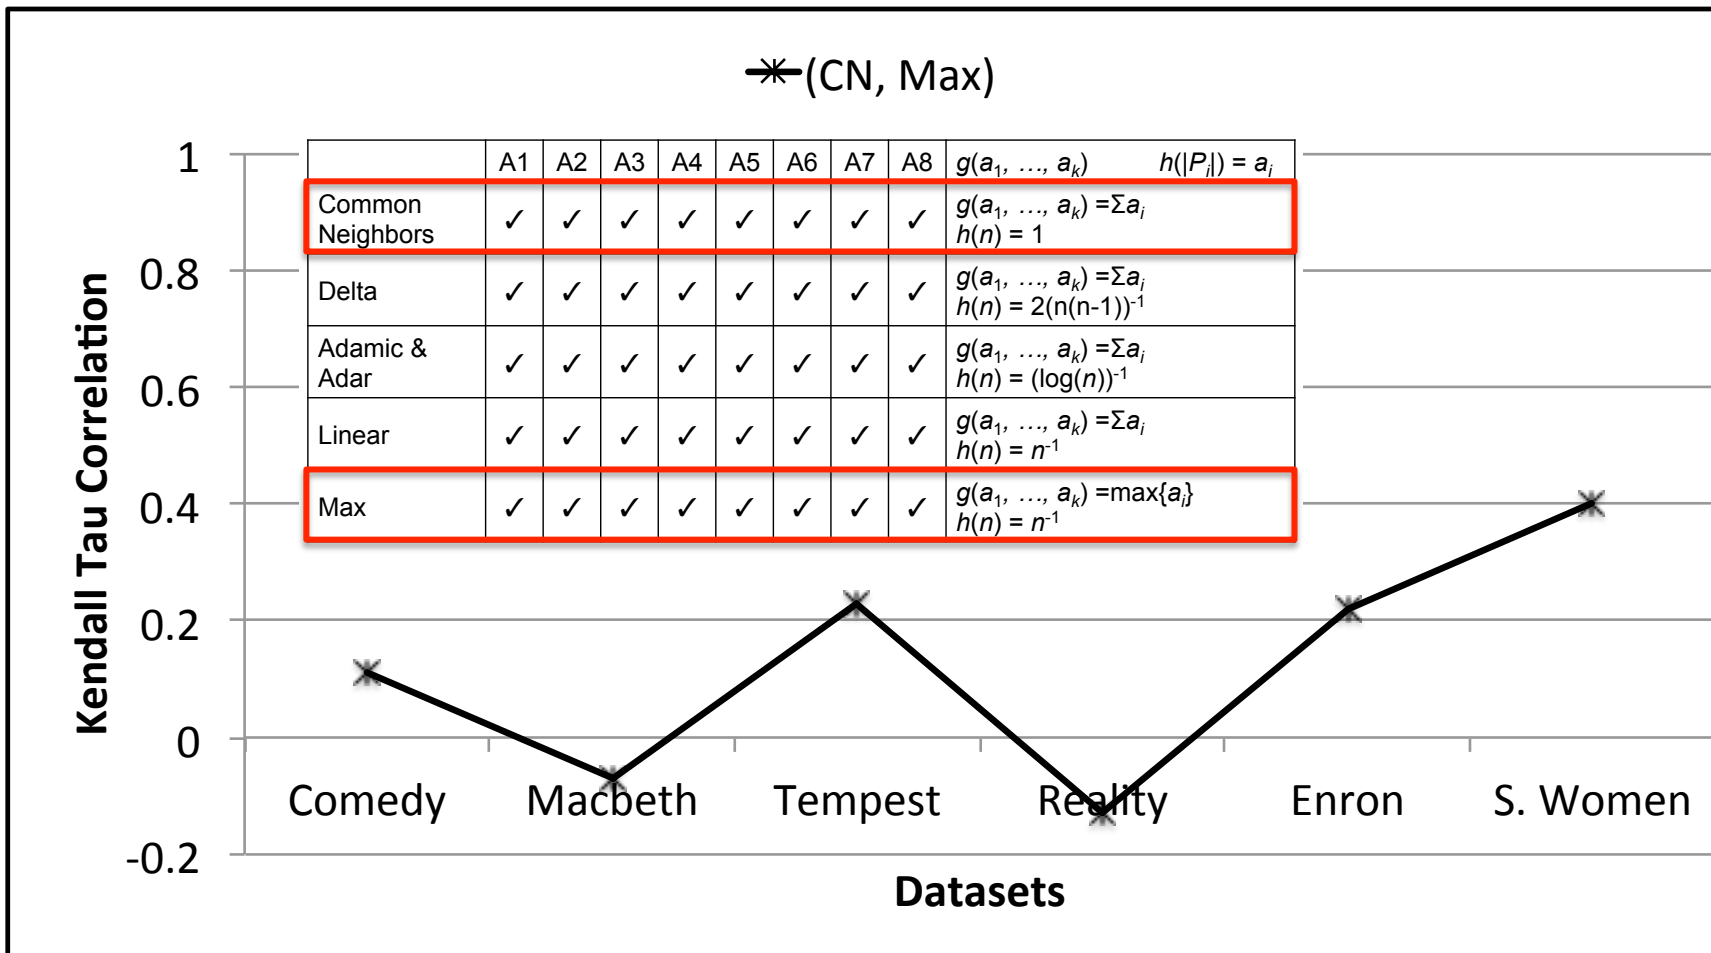 (CN, Max)
1
0.8
0.6
0.4
0.2
0
-0.2
Kendall Tau Correlation
A1 A2 A3 A4 A5 A6 A7 A8 g(a₁, …, aₖ) h(|Pᵢ|) = aᵢ
Common
Neighbors
✓ ✓ ✓ ✓ ✓ ✓ ✓ ✓
g(a₁, …, aₖ) =Σaᵢ
h(n) = 1
Delta
✓ ✓ ✓ ✓ ✓ ✓ ✓ ✓
g(a₁, …, aₖ) =Σaᵢ
h(n) = 2(n(n-1))⁻¹
Adamic &
Adar
✓ ✓ ✓ ✓ ✓ ✓ ✓ ✓
g(a₁, …, aₖ) =Σaᵢ
h(n) = (log(n))⁻¹
Linear
✓ ✓ ✓ ✓ ✓ ✓ ✓ ✓
g(a₁, …, aₖ) =Σaᵢ
h(n) = n⁻¹
Max
✓ ✓ ✓ ✓ ✓ ✓ ✓ ✓
g(a₁, …, aₖ) =max{aᵢ}
h(n) = n⁻¹
Comedy Macbeth Tempest Reality Enron S. Women
Datasets